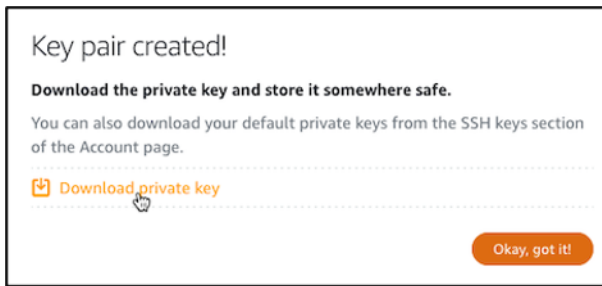 Key pair created!
Download the private key and store it somewhere safe.
You can also download your default private keys from the SSH keys section
of the Account page.
Download private key
Okay, got it!